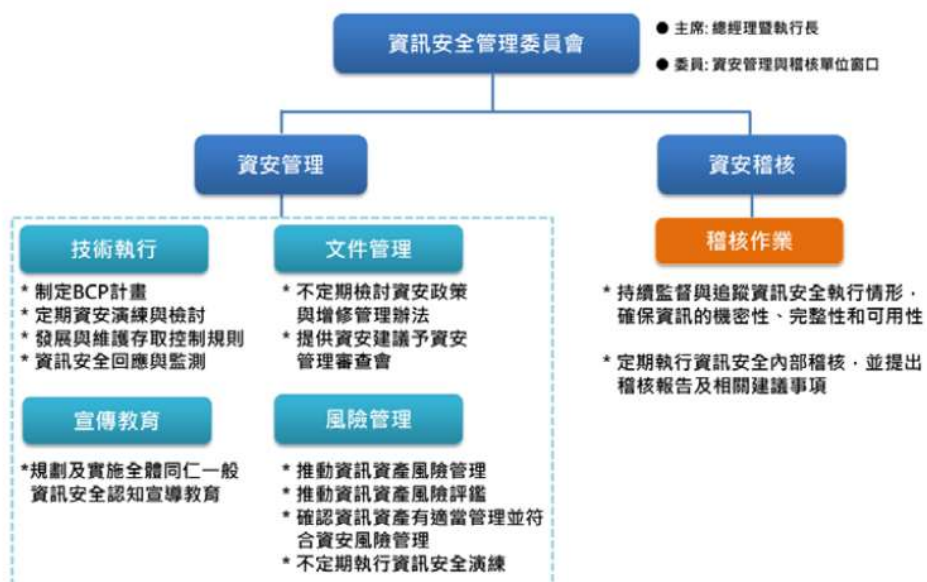 資訊安全管理委員會
● 主席: 總經理暨執行長
● 委員: 資安管理與稽核單位窗口
資安管理
資安稽核
技術執行
* 制定BCP計畫
* 定期資安演練與檢討
* 發展與維護存取控制規則
* 資訊安全回應與監測
文件管理
* 不定期檢討資安政策
與增修管理辦法
* 提供資安建議予資安
管理審查會
宣傳教育
*規劃及實施全體同仁一般
資訊安全認知宣導教育
風險管理
* 推動資訊資產風險管理
* 推動資訊資產風險評鑑
* 確認資訊資產有適當管理並符
合資安風險管理
* 不定期執行資訊安全演練
稽核作業
* 持續監督與追蹤資訊安全執行情形，
確保資訊的機密性、完整性和可用性
* 定期執行資訊安全內部稽核，並提出
稽核報告及相關建議事項